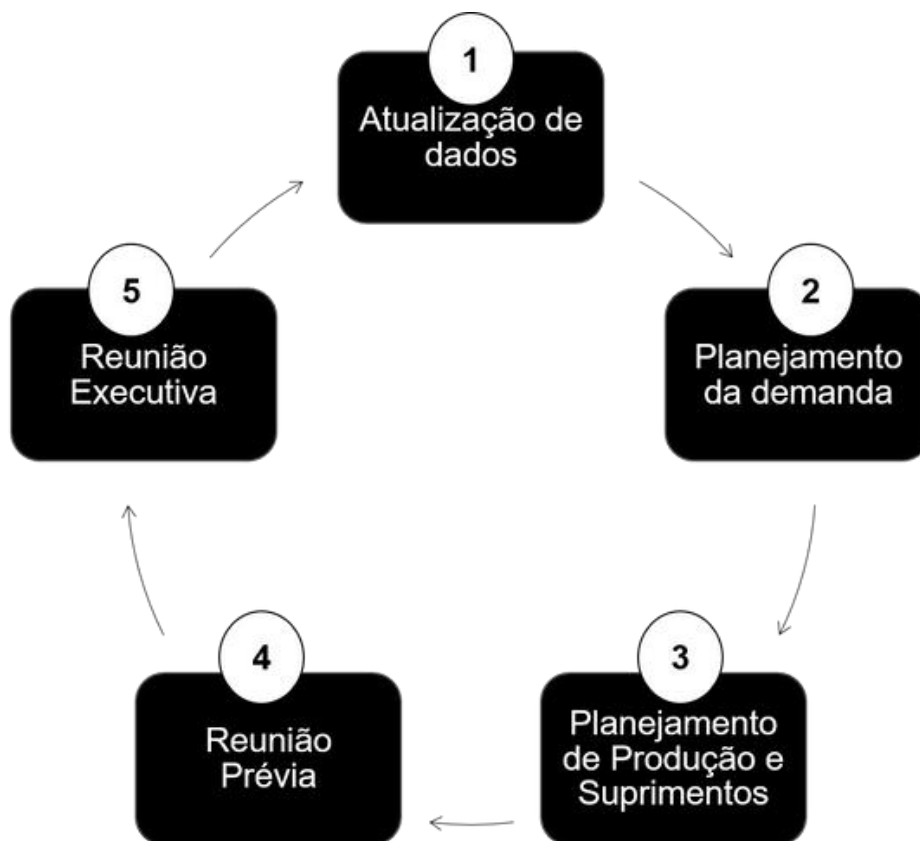 1
Atualização de
dados
2
Planejamento
da demanda
3
Planejamento
de Produção e
Suprimentos
4
Reunião
Prévia
5
Reunião
Executiva